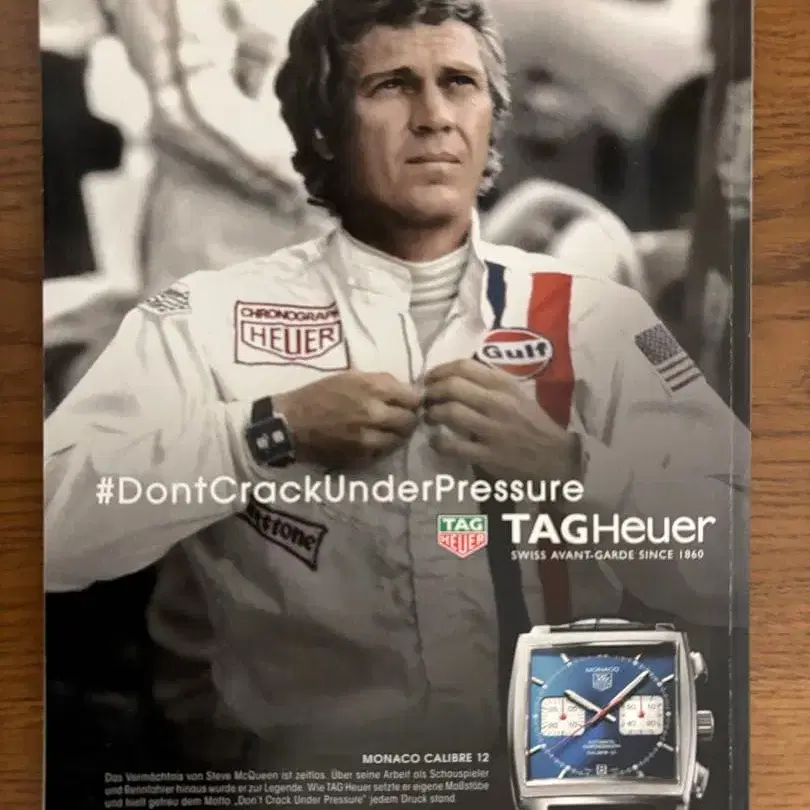 CHRONOGRAPH
HEUER
Gulf
#DontCrackUnderPressure
TAG
HEUER
TAGHeuer
SWISS AVANT-GARDE SINCE 1860
MONACO
MONACO CALIBRE 12
Das Vermächtnis von Steve McQueen ist zeitlos. Über seine Arbeit als Schauspieler
und Rennfahrer hinaus wurde er zur Legende. Wie TAG Heuer setzte er eigene Maßstäbe
und hielt getreu dem Motto „Don't Crack Under Pressure" jedem Druck stand.